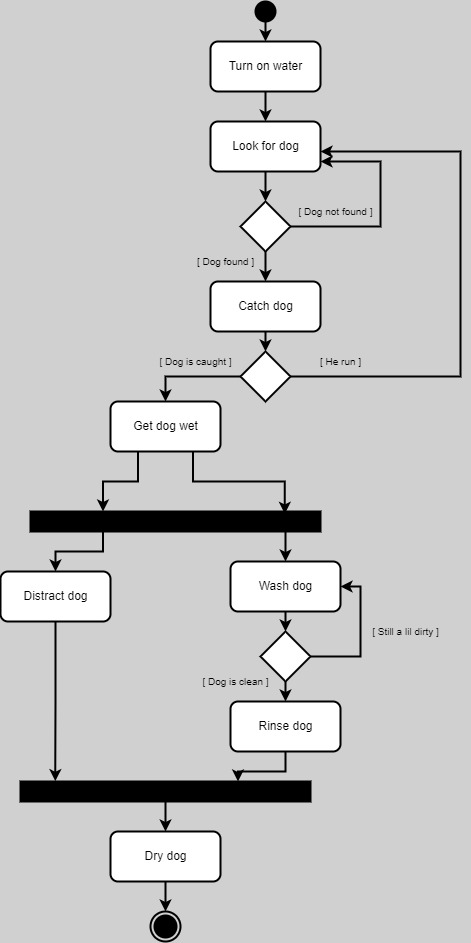 Turn on water
Look for dog
[ Dog not found ]
[ Dog found ]
Catch dog
[ Dog is caught ]
[ He run ]
Get dog wet
Distract dog
Wash dog
[ Still a lil dirty ]
[ Dog is clean ]
Rinse dog
Dry dog